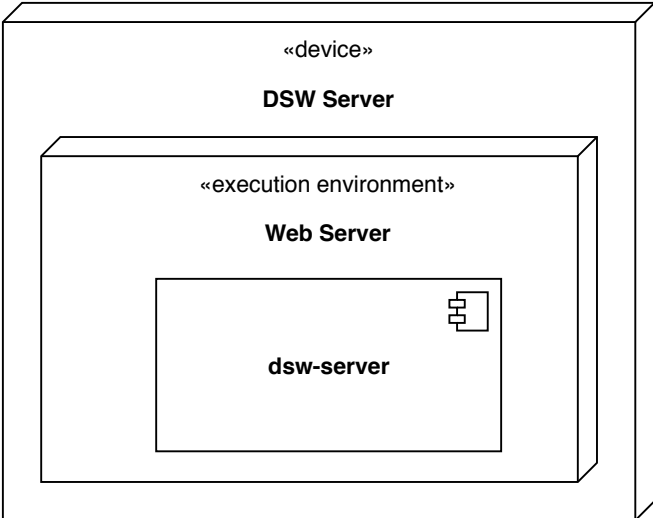 «device»
DSW Server
«execution environment»
Web Server
dsw-server